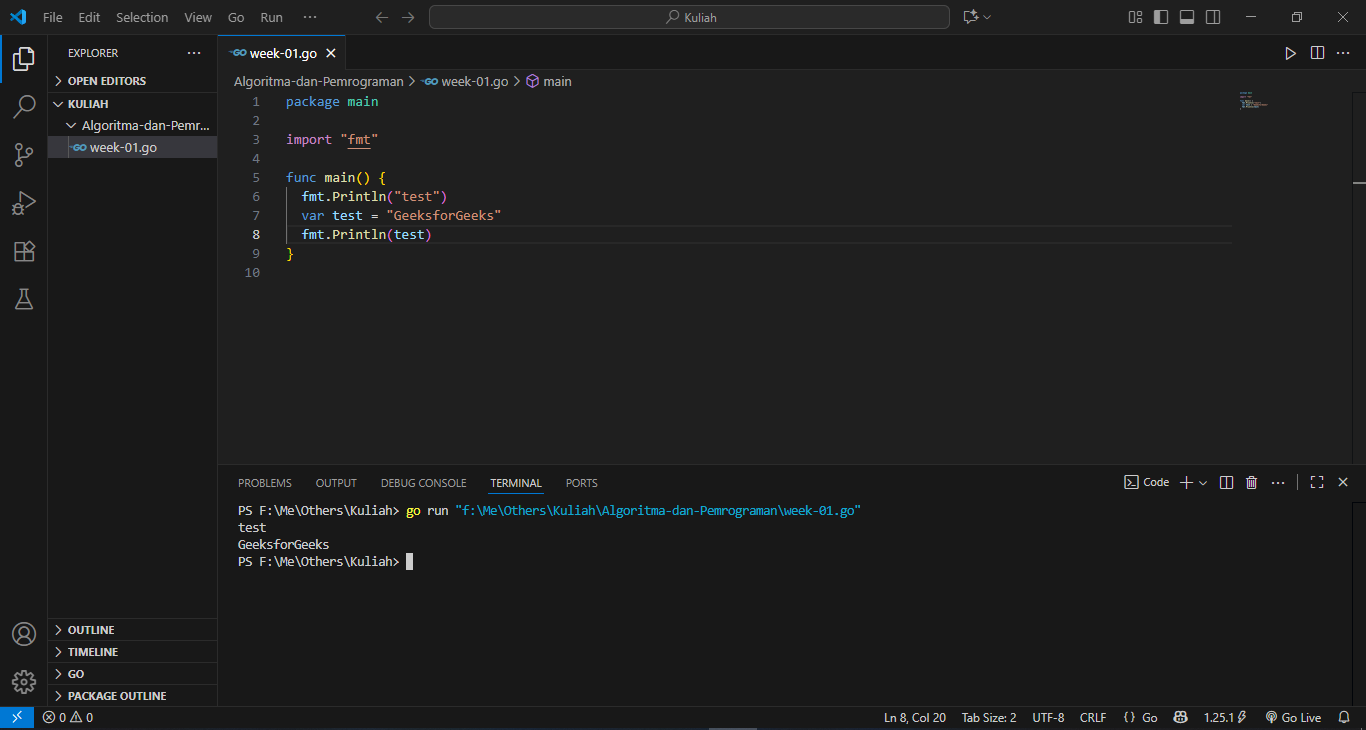 File Edit Selection View Go Run ···
Kuliah
EXPLORER ···
OPEN EDITORS
KULIAH
Algoritma-dan-Pemr...
GO week-01.go
OUTLINE
TIMELINE
GO
PACKAGE OUTLINE
GO week-01.go
Algoritma-dan-Pemrograman > GO week-01.go > main
1 package main
2
3 import "fmt"
4
5 func main() {
6 fmt.Println("test")
7 var test = "GeeksforGeeks"
8 fmt.Println(test)
9 }
10
PROBLEMS OUTPUT DEBUG CONSOLE TERMINAL PORTS
Code
PS F:\Me\Others\Kuliah> go run "f:\Me\Others\Kuliah\Algoritma-dan-Pemrograman\week-01.go"
test
GeeksforGeeks
PS F:\Me\Others\Kuliah>
0 0 Ln 8, Col 20 Tab Size: 2 UTF-8 CRLF {} Go 1.25.1 Go Live